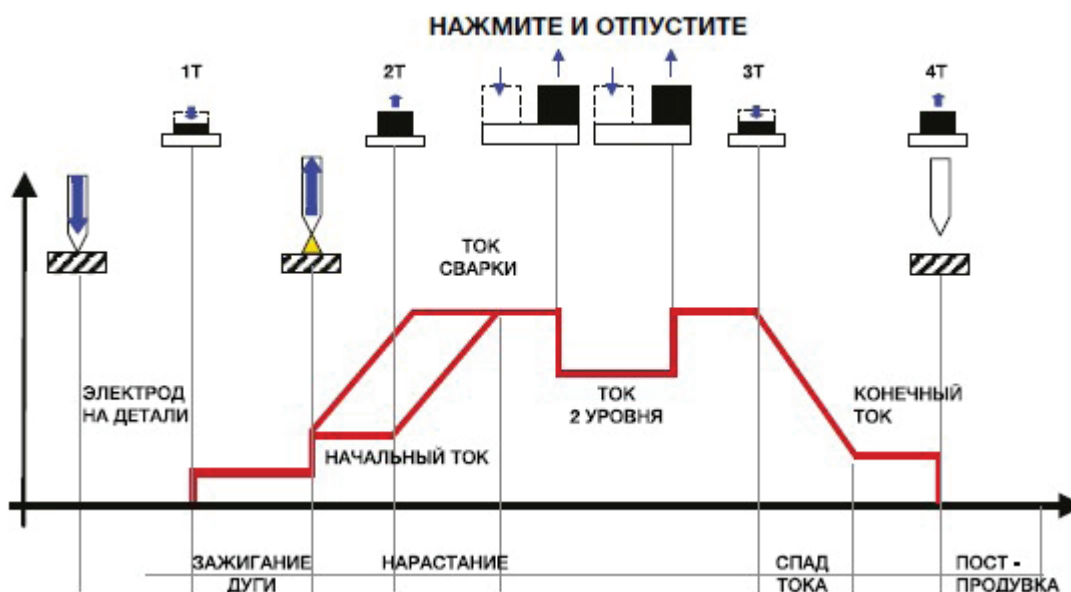 НАЖМИТЕ И ОТПУСТИТЕ
1T
2T
3T
4T
ТОК
СВАРКИ
ЭЛЕКТРОД
НА ДЕТАЛИ
ТОК
2 УРОВНЯ
КОНЕЧНЫЙ
ТОК
НАЧАЛЬНЫЙ ТОК
ЗАЖИГАНИЕ
ДУГИ
НАРАСТАНИЕ
СПАД
ТОКА
ПОСТ -
ПРОДУВКА